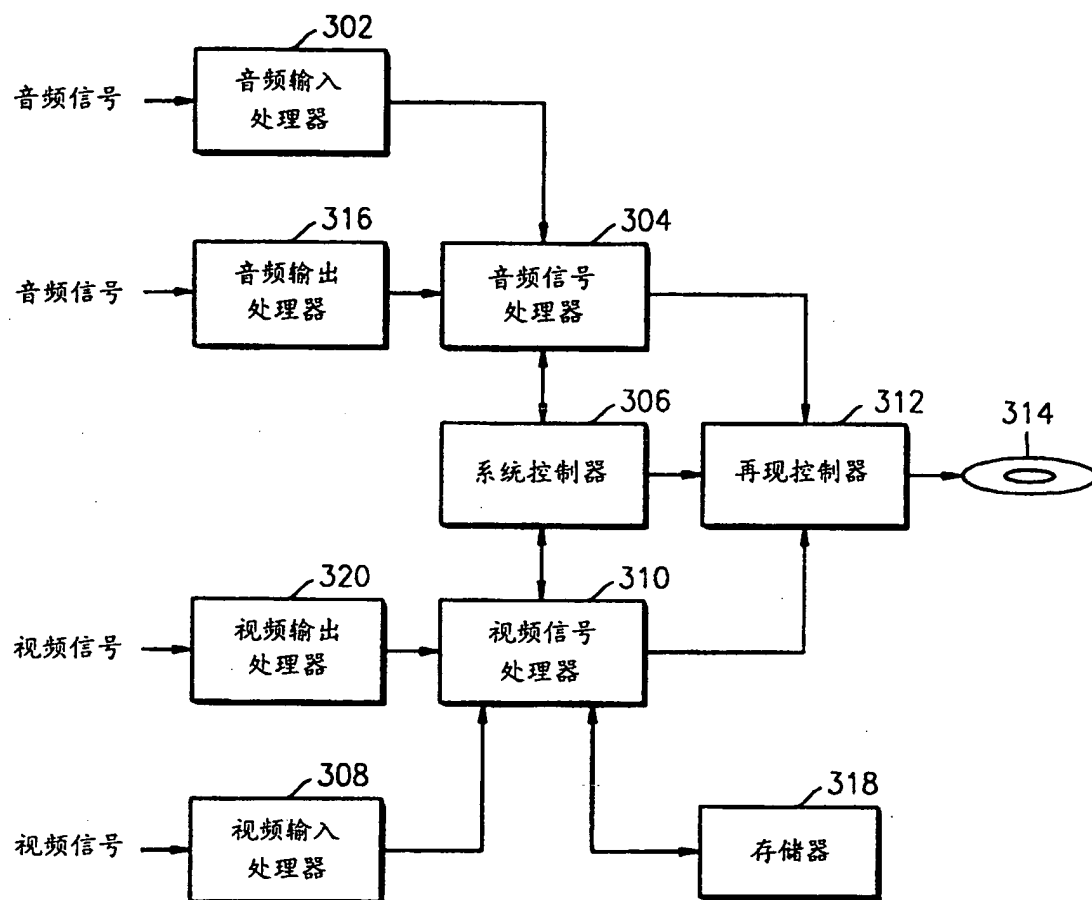 302
音频信号
音频输入
处理器
316
304
音频信号
音频输出
处理器
音频信号
处理器
306
312
314
系统控制器
再现控制器
320
310
视频信号
视频输出
处理器
视频信号
处理器
308
318
视频信号
视频输入
处理器
存储器